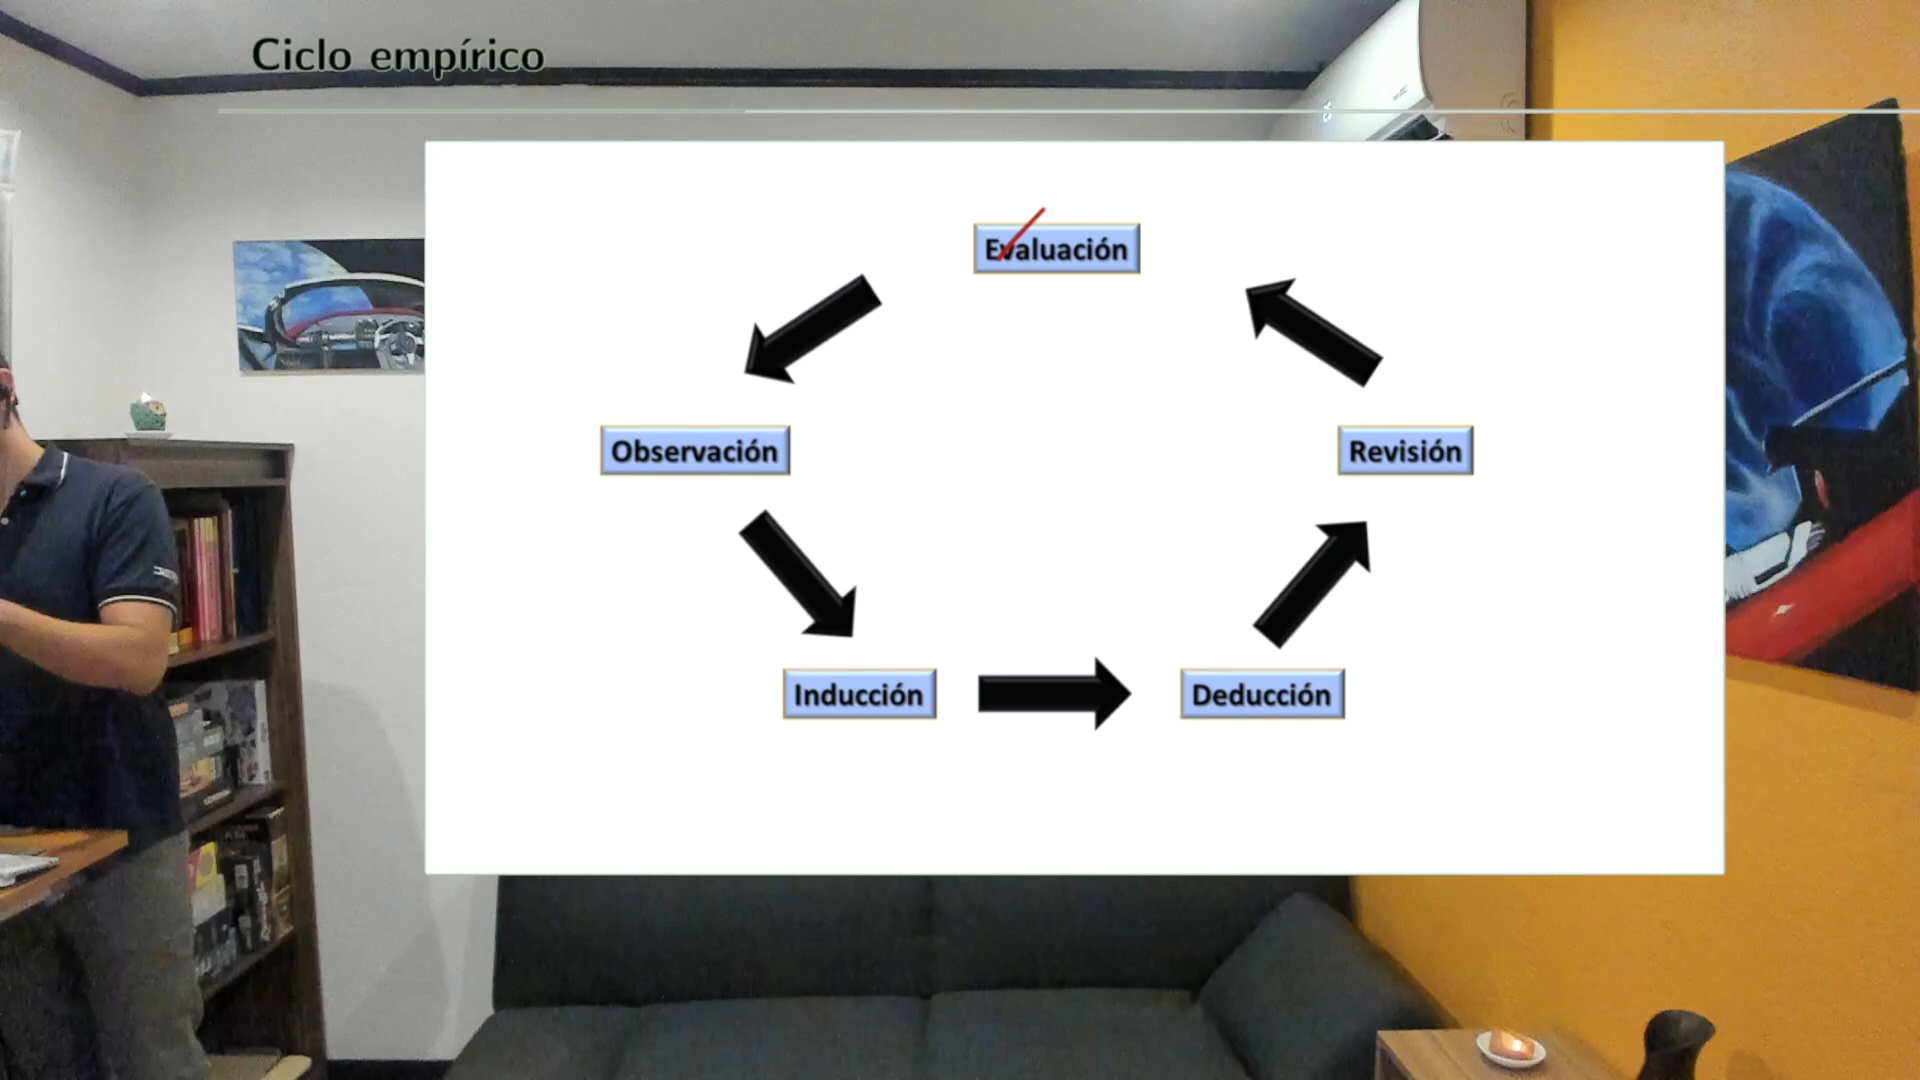 Ciclo empírico
Evaluación
Observación
Revisión
Inducción
Deducción